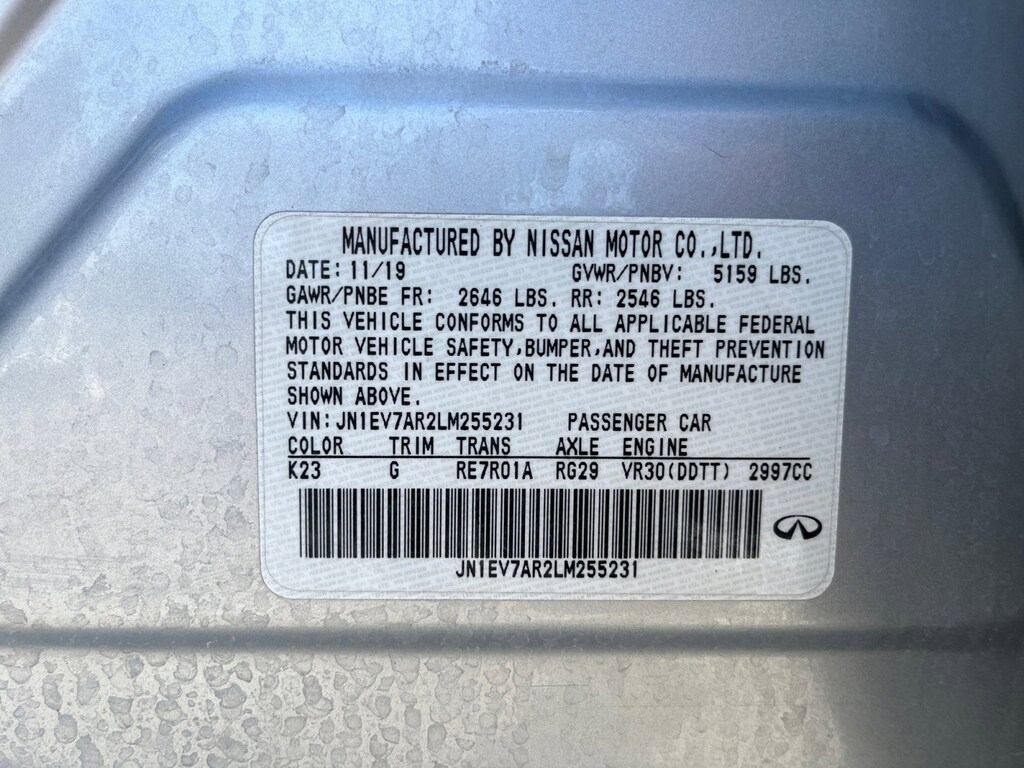 MANUFACTURED BY NISSAN MOTOR CO.,LTD.
DATE: 11/19 GVWR/PNBV: 5159 LBS.
GAWR/PNBE FR: 2646 LBS. RR: 2546 LBS.
THIS VEHICLE CONFORMS TO ALL APPLICABLE FEDERAL
MOTOR VEHICLE SAFETY,BUMPER,AND THEFT PREVENTION
STANDARDS IN EFFECT ON THE DATE OF MANUFACTURE
SHOWN ABOVE.
VIN: JN1EV7AR2LM255231 PASSENGER CAR
COLOR TRIM TRANS AXLE ENGINE
K23 G RE7R01A RG29 VR30(DDTT) 2997CC
JN1EV7AR2LM255231